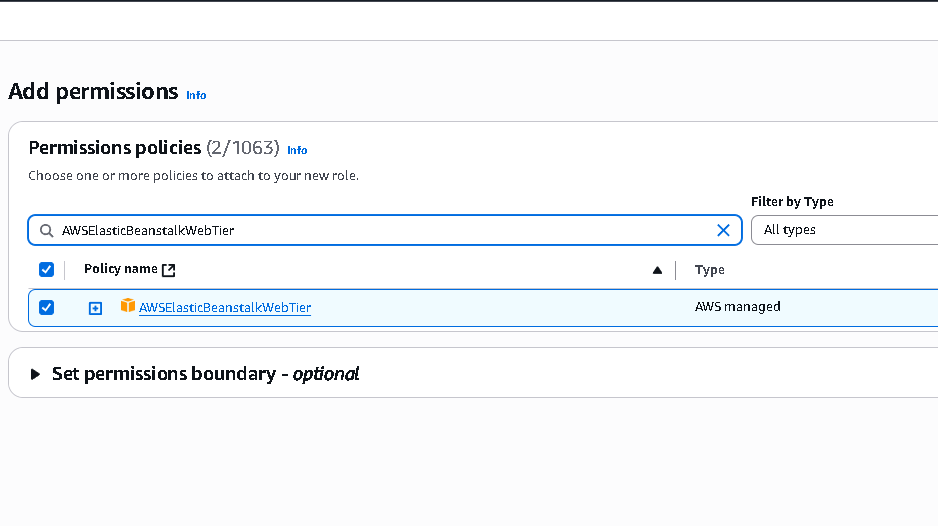 Add permissions Info
Permissions policies (2/1063) Info
Choose one or more policies to attach to your new role.
Filter by Type
AWSElasticBeanstalkWebTier
All types
Policy name
Type
AWSElasticBeanstalkWebTier
AWS managed
Set permissions boundary - optional